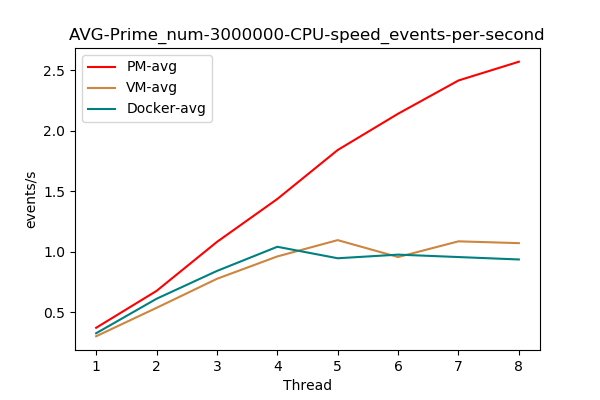 AVG-Prime_num-3000000-CPU-speed_events-per-second
PM-avg
VM-avg
Docker-avg
events/s
2.5
2.0
1.5
1.0
0.5
1 2 3 4 5 6 7 8
Thread